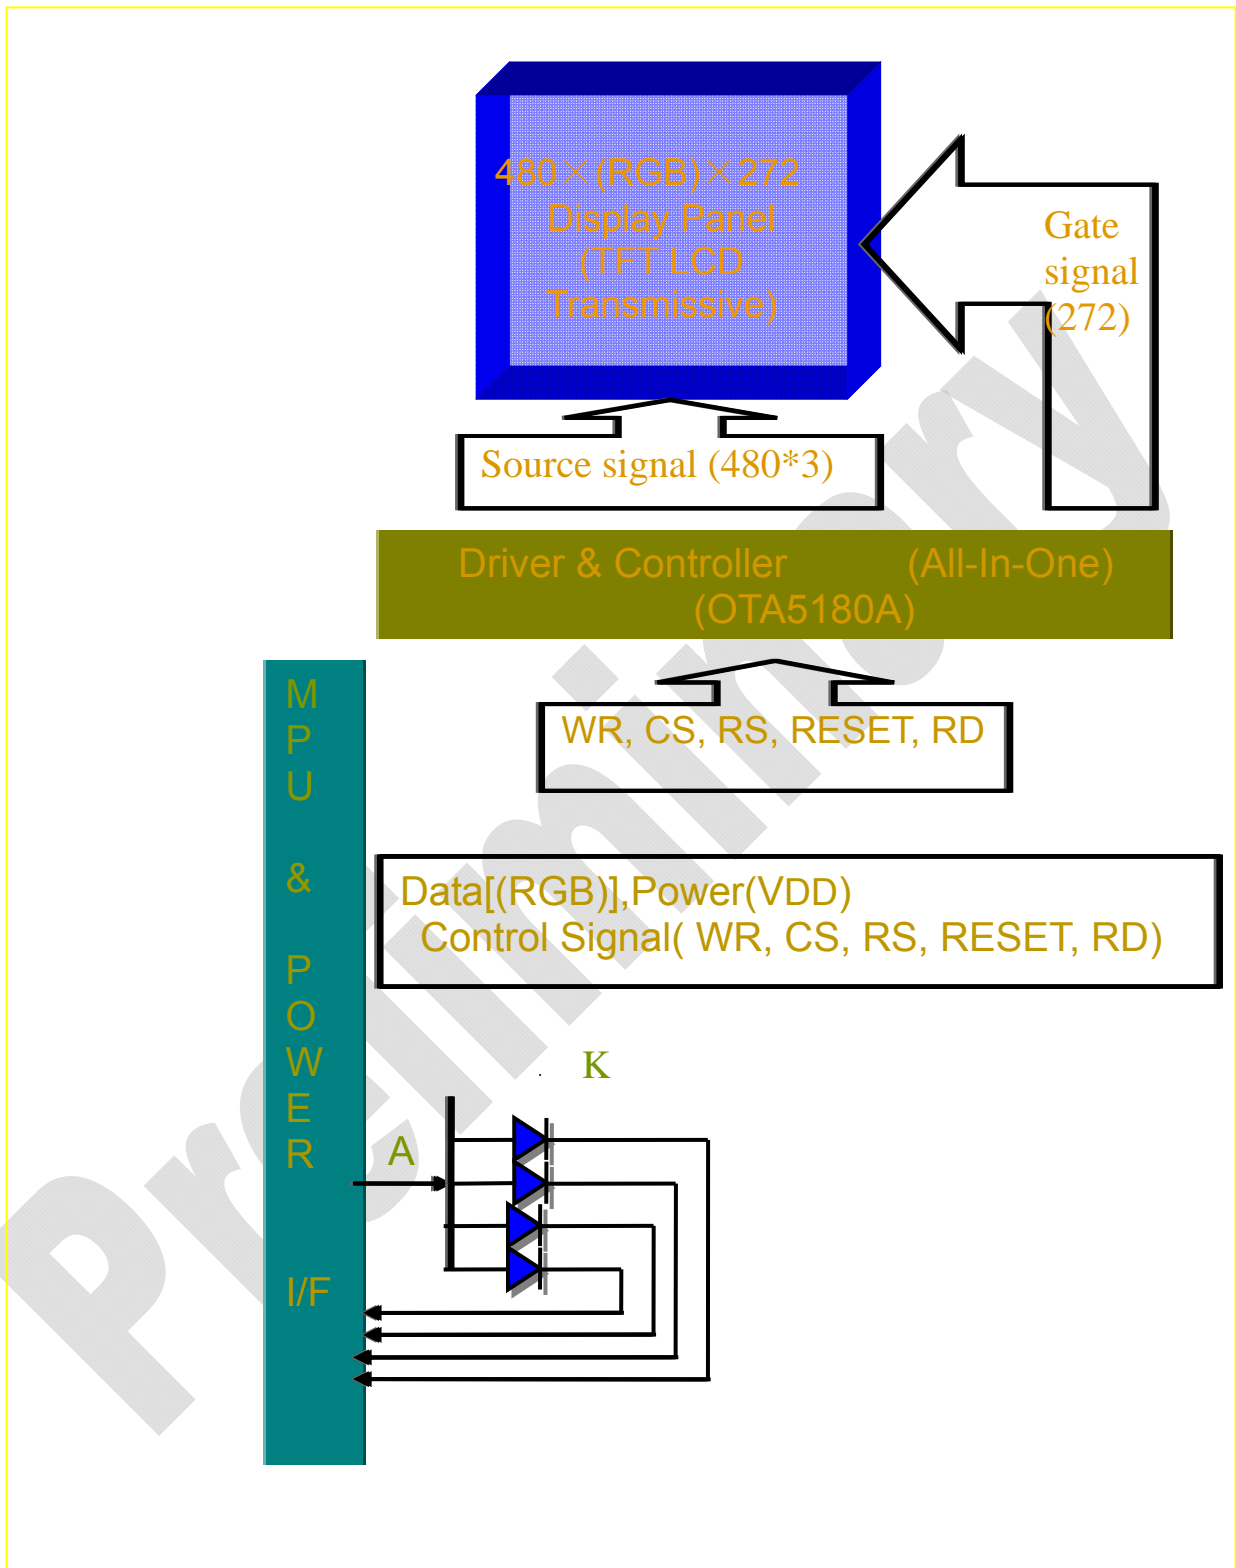 480×(RGB)×272
Display Panel
(TFT LCD
Transmissive)
Gate
signal
(272)
Source signal (480*3)
Driver & Controller (All-In-One)
(OTA5180A)
M
P
U
&
P
O
W
E
R
I/F
WR, CS, RS, RESET, RD
Data[(RGB)],Power(VDD)
Control Signal( WR, CS, RS, RESET, RD)
K
A
Preliminary